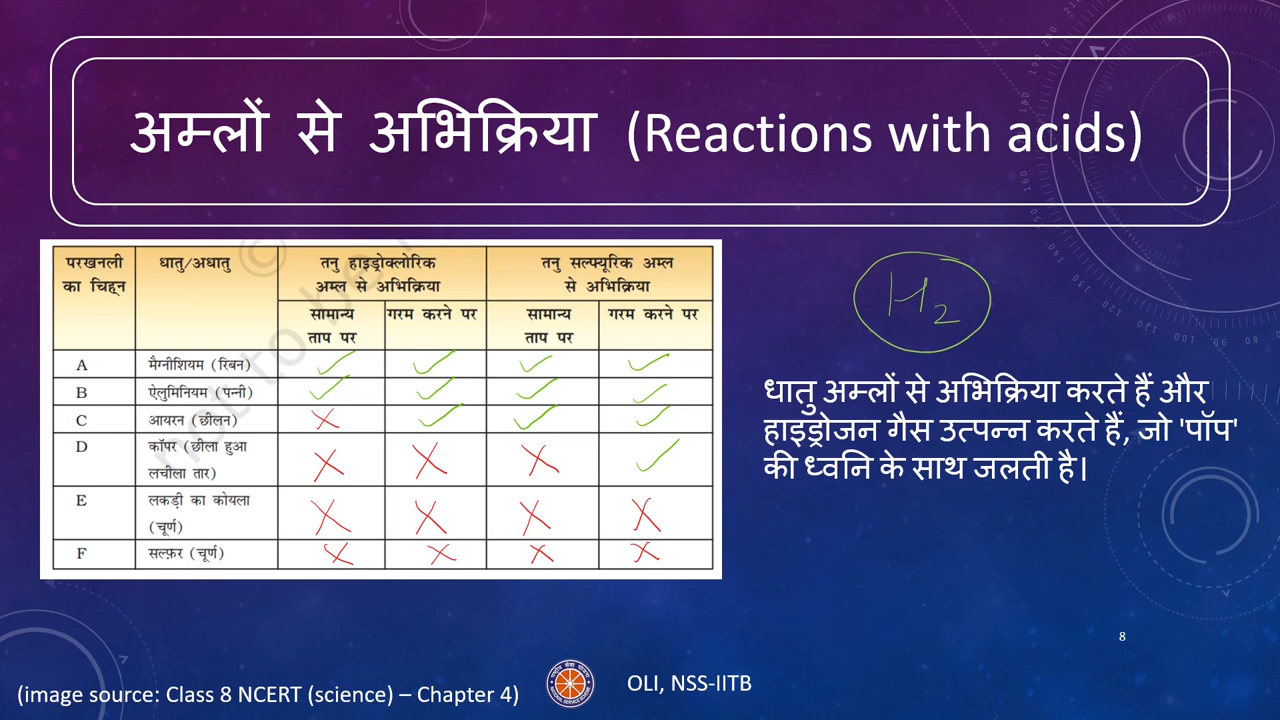 अम्लों से अभिक्रिया (Reactions with acids)
परखनली का चिह्न
धातु/अधातु
तनु हाइड्रोक्लोरिक अम्ल से अभिक्रिया
तनु सल्फ्यूरिक अम्ल से अभिक्रिया
सामान्य ताप पर
गरम करने पर
सामान्य ताप पर
गरम करने पर
A मैग्नीशियम (रिबन) ✓ ✓ ✓ ✓
B ऐलुमिनियम (पन्नी) ✓ ✓ ✓ ✓
C आयरन (छीलन) ✗ ✓ ✓ ✓
D कॉपर (छीला हुआ लचीला तार) ✗ ✗ ✗ ✓
E लकड़ी का कोयला (चूर्ण) ✗ ✗ ✗ ✗
F सल्फ़र (चूर्ण) ✗ ✗ ✗ ✗
© not to be
H2
धातु अम्लों से अभिक्रिया करते हैं और
हाइड्रोजन गैस उत्पन्न करते हैं, जो 'पॉप'
की ध्वनि के साथ जलती है।
8
(image source: Class 8 NCERT (science) – Chapter 4)
OLI, NSS-IITB